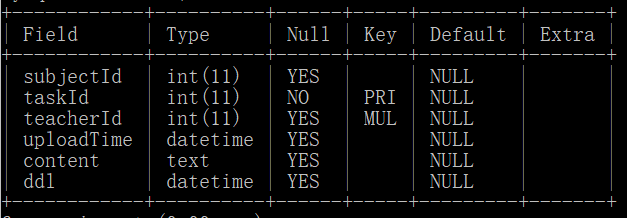 Field Type Null Key Default Extra
subjectId int(11) YES NULL
taskId int(11) NO PRI NULL
teacherId int(11) YES MUL NULL
uploadTime datetime YES NULL
content text YES NULL
ddl datetime YES NULL